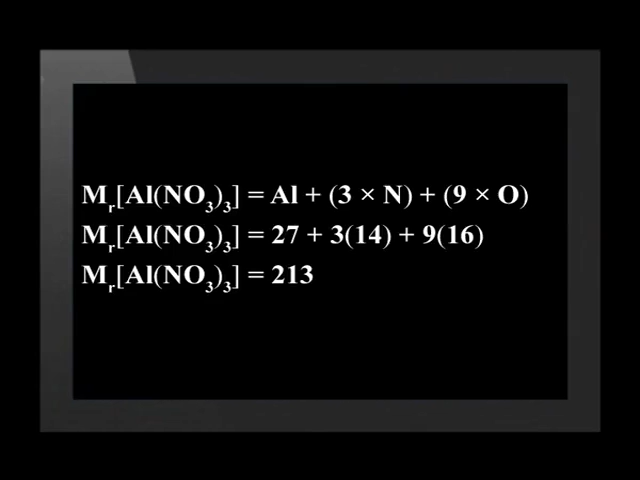 Mᵣ[Al(NO₃)₃] = Al + (3 × N) + (9 × O)
Mᵣ[Al(NO₃)₃] = 27 + 3(14) + 9(16)
Mᵣ[Al(NO₃)₃] = 213